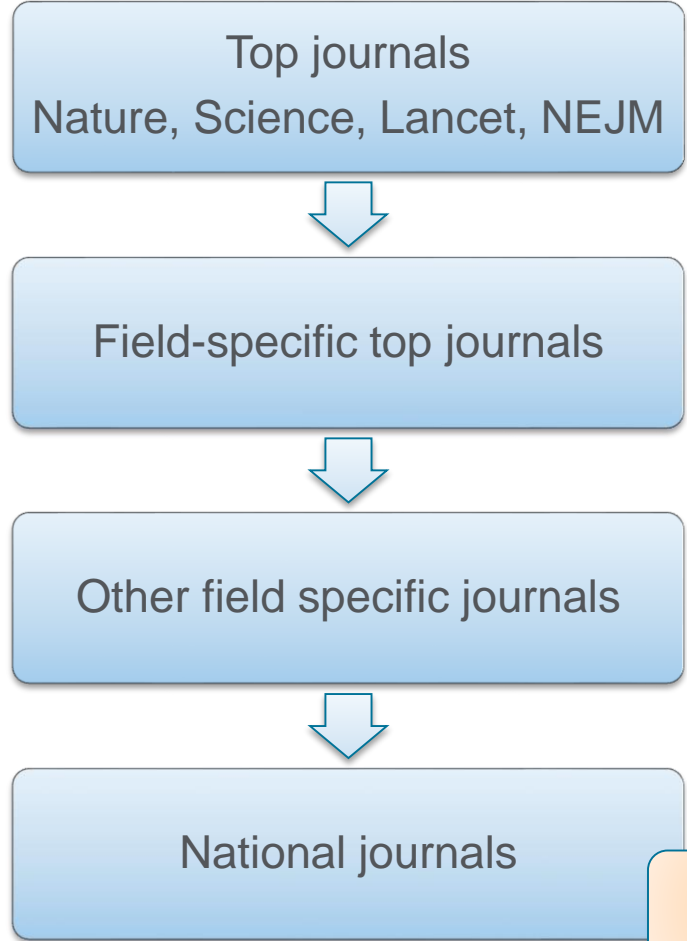 Top journals
Nature, Science, Lancet, NEJM
Field-specific top journals
Other field specific journals
National journals